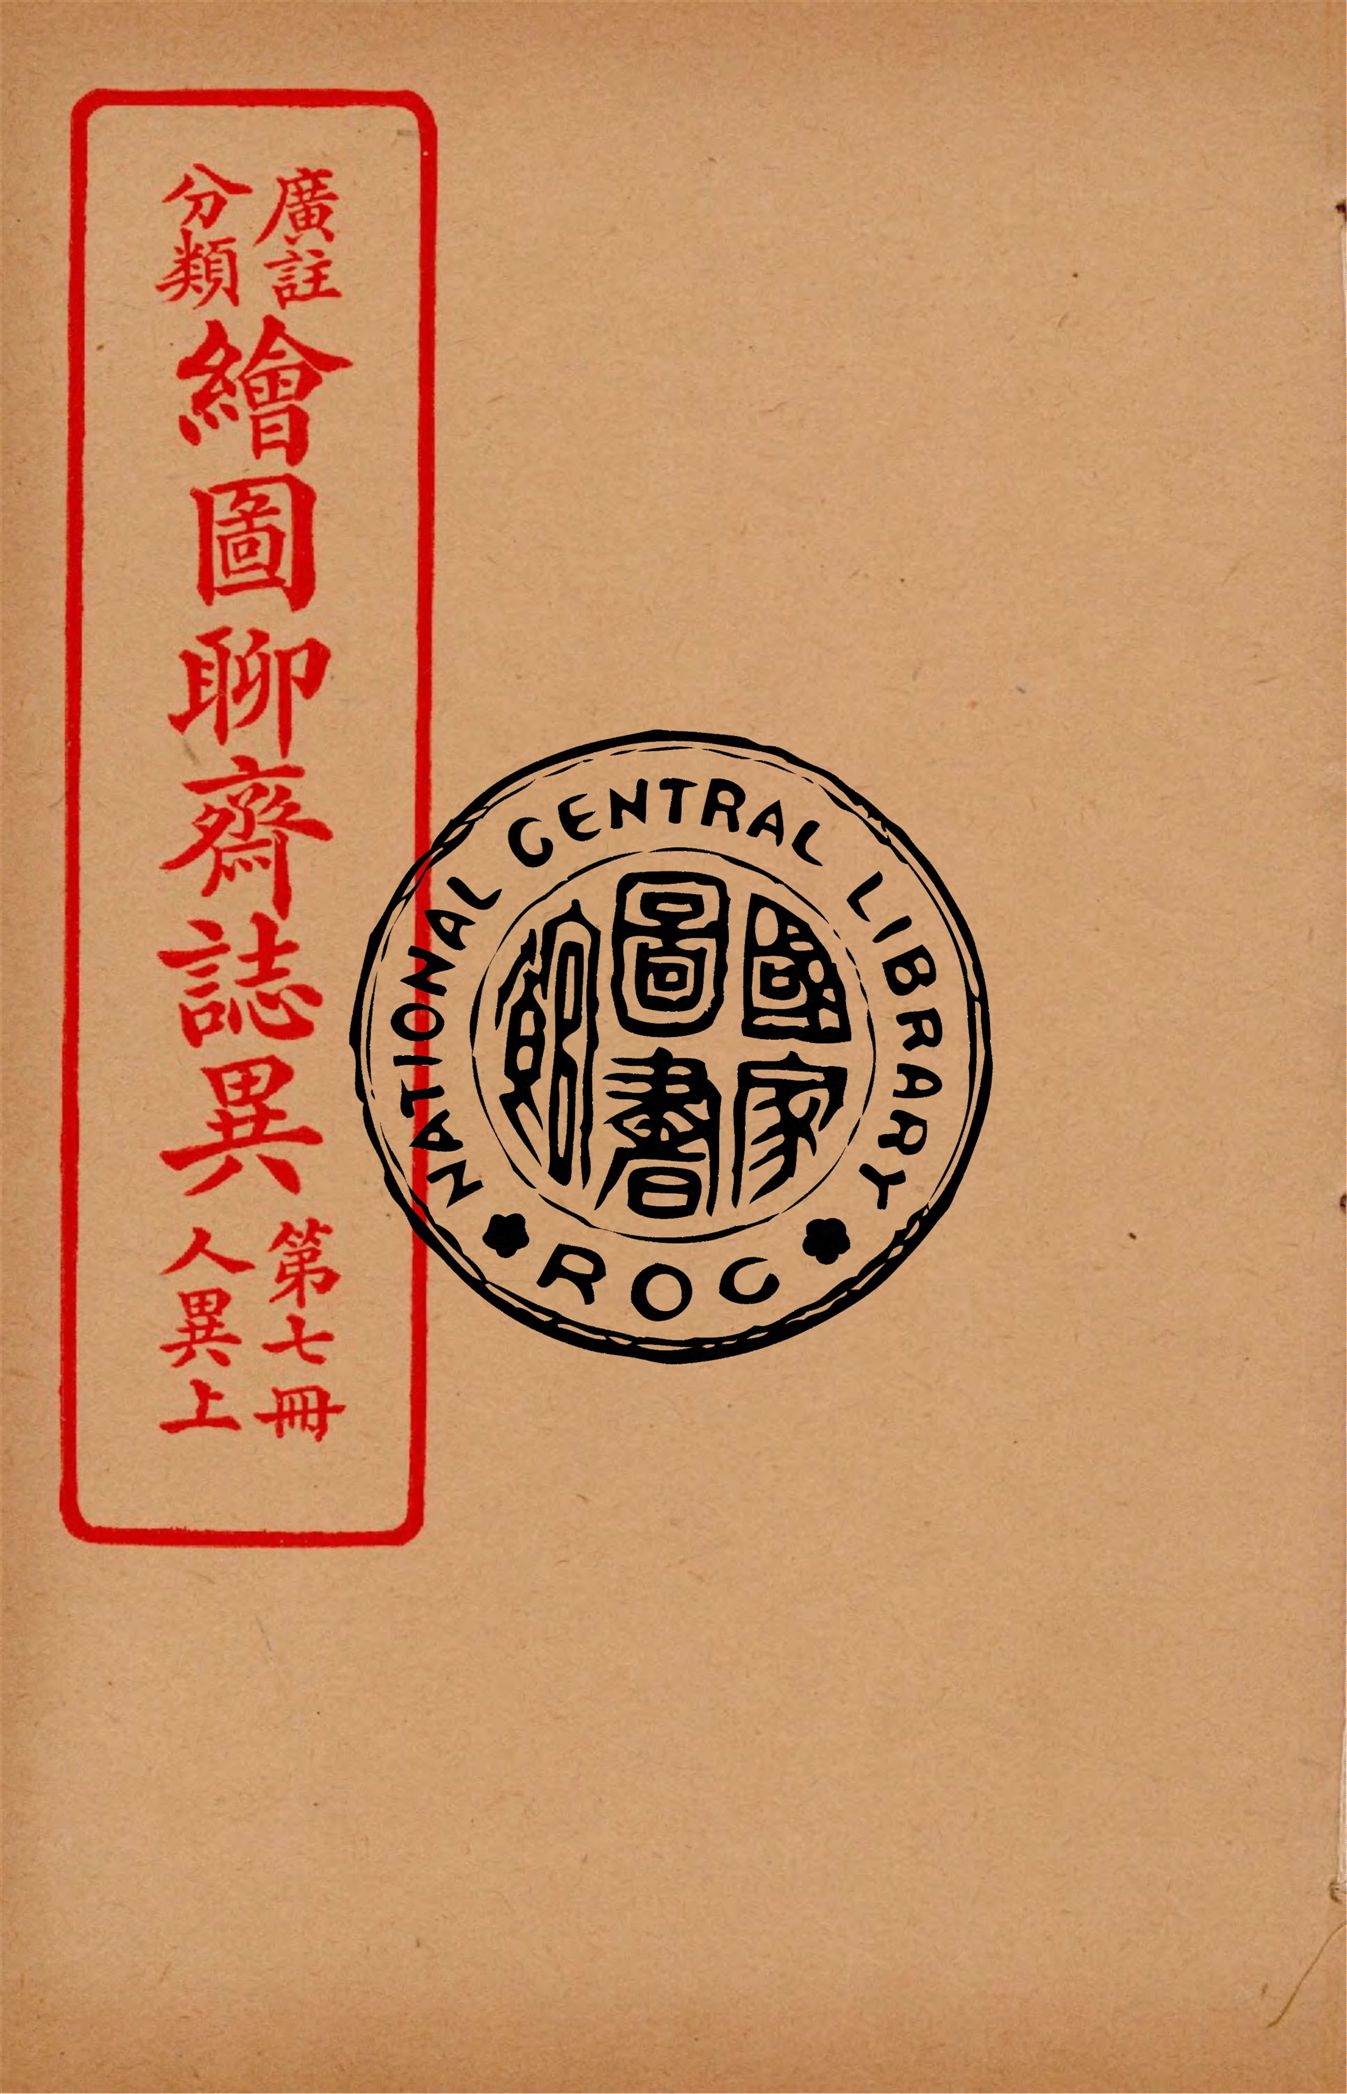 廣註
分類
繪圖聊齋誌異
第七冊
人異上
NATIONAL CENTRAL LIBRARY
國家
圖書
館
ROC